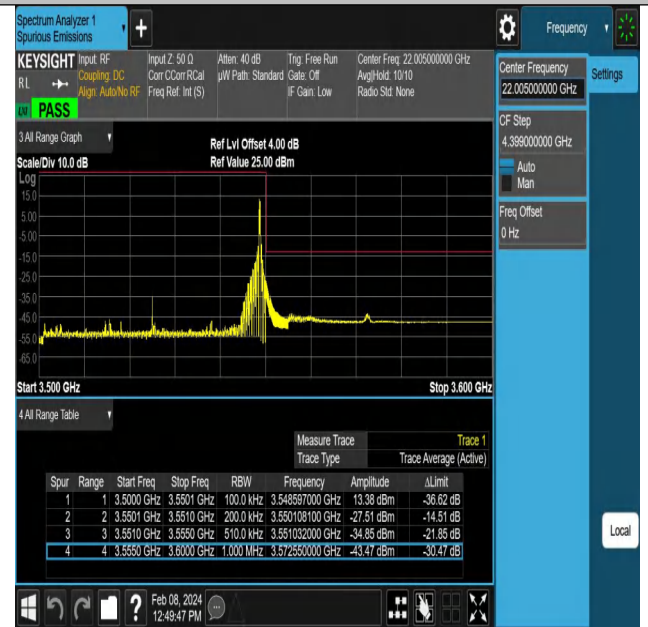 Spectrum Analyzer 1
Spurious Emissions
Frequency
KEYSIGHT
RL
PASS
Input: RF
Coupling: DC
Align: Auto/No RF
Input Z: 50 Ω
Corr CCorr RCal
Freq Ref: Int (S)
Atten: 40 dB
µW Path: Standard
Trig: Free Run
Gate: Off
IF Gain: Low
Center Freq: 22.005000000 GHz
Avg|Hold: 10/10
Radio Std: None
Center Frequency
22.005000000 GHz
Settings
CF Step
4.399000000 GHz
Auto
Man
Freq Offset
0 Hz
3 All Range Graph
Scale/Div 10.0 dB
Ref Lvl Offset 4.00 dB
Ref Value 25.00 dBm
Log
15.0
5.00
-5.00
-15.0
-25.0
-35.0
-45.0
-55.0
-65.0
Start 3.500 GHz
Stop 3.600 GHz
4 All Range Table
Measure Trace Trace 1
Trace Type Trace Average (Active)
Spur Range Start Freq Stop Freq RBW Frequency Amplitude ΔLimit
1 1 3.5000 GHz 3.5501 GHz 100.0 kHz 3.548597000 GHz 13.38 dBm -36.62 dB
2 2 3.5501 GHz 3.5510 GHz 200.0 kHz 3.550108100 GHz -27.51 dBm -14.51 dB
3 3 3.5510 GHz 3.5550 GHz 510.0 kHz 3.551032000 GHz -34.85 dBm -21.85 dB
4 4 3.5550 GHz 3.6000 GHz 1.000 MHz 3.572550000 GHz -43.47 dBm -30.47 dB
Local
Feb 08, 2024
12:49:47 PM